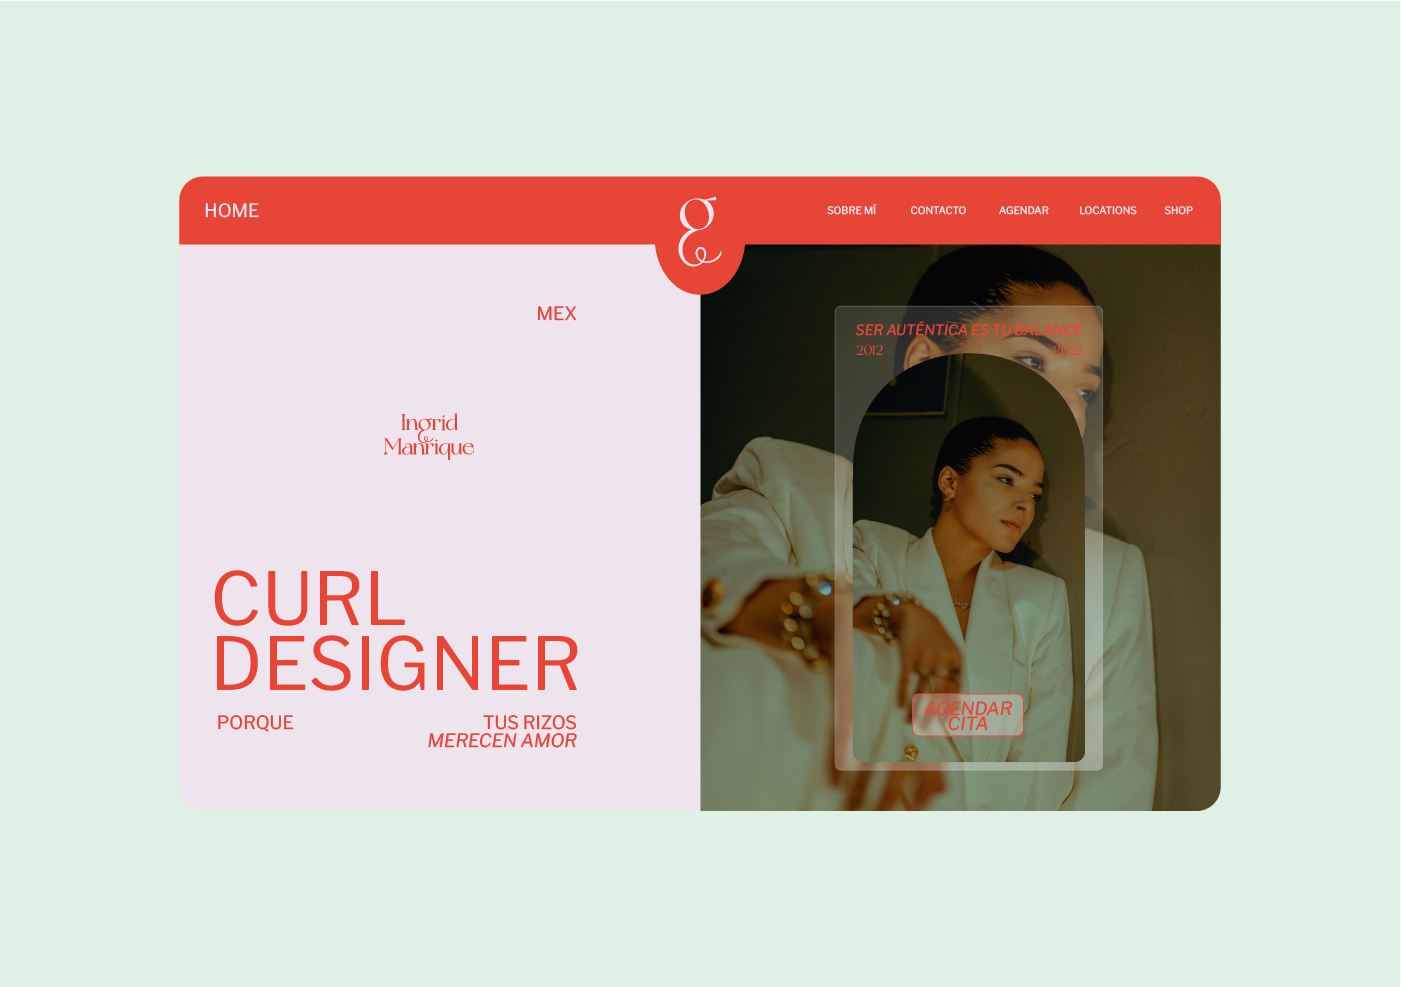 HOME
g
SOBRE MÍ CONTACTO AGENDAR LOCATIONS SHOP
MEX
Ingrid
Manrique
CURL
DESIGNER
PORQUE TUS RIZOS
MERECEN AMOR
SER AUTÉNTICA ES TU BALANCE
2012 2022
AGENDAR
CITA